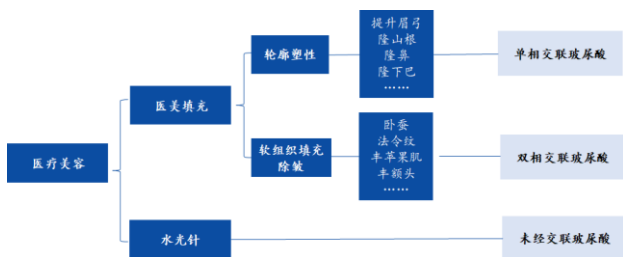 医疗美容
医美填充
水光针
轮廓塑性
软组织填充
除皱
提升眉弓
隆山根
隆鼻
隆下巴
……
卧蚕
法令纹
丰苹果肌
丰额头
……
单相交联玻尿酸
双相交联玻尿酸
未经交联玻尿酸